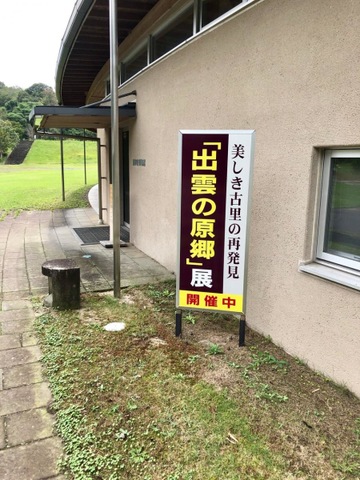 美しき古里の再発見
「出雲の原郷」展
開催中